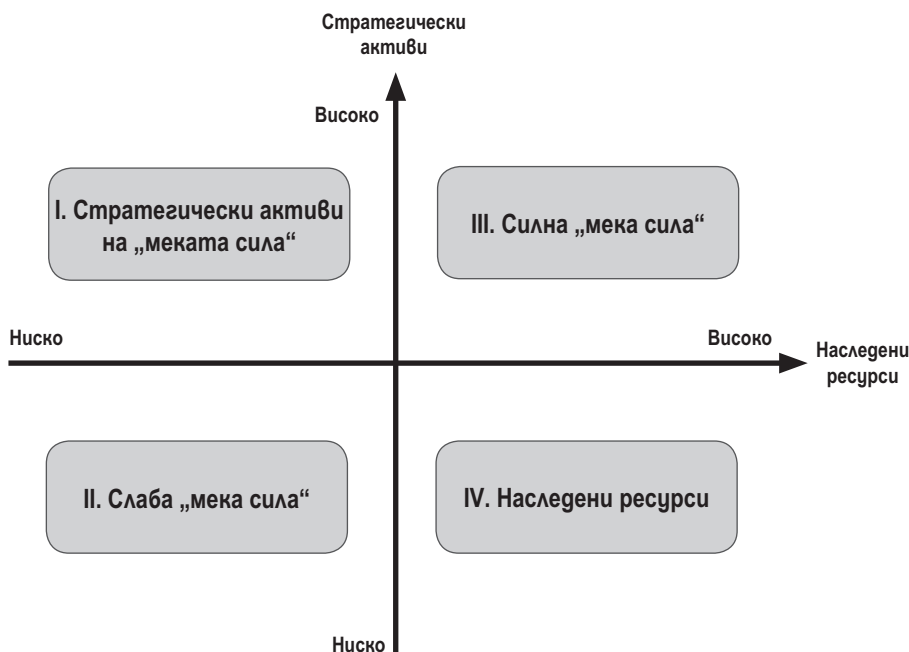 Стратегически
активи
Високо
I. Стратегически активи
на „меката сила“
III. Силна „мека сила“
Ниско
Високо
Наследени
ресурси
II. Слаба „мека сила“
IV. Наследени ресурси
Ниско